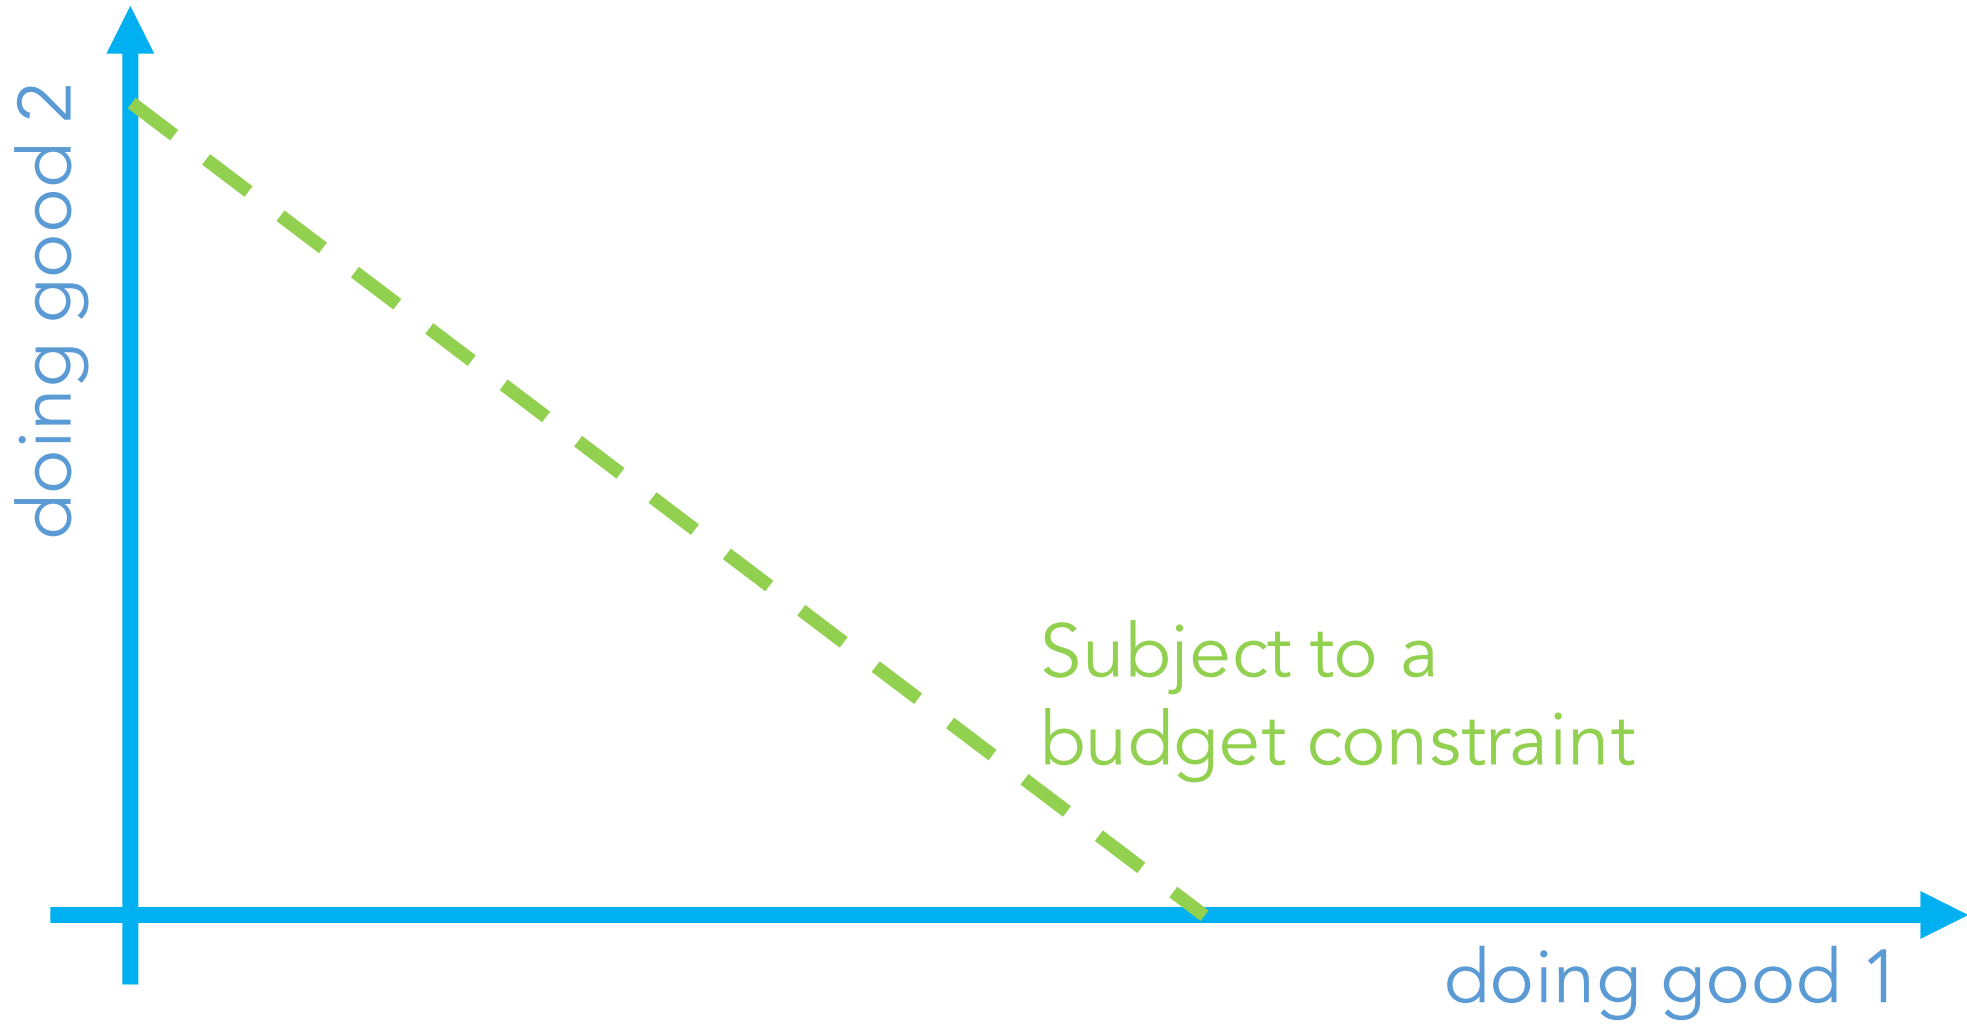 doing good 2
Subject to a
budget constraint
doing good 1